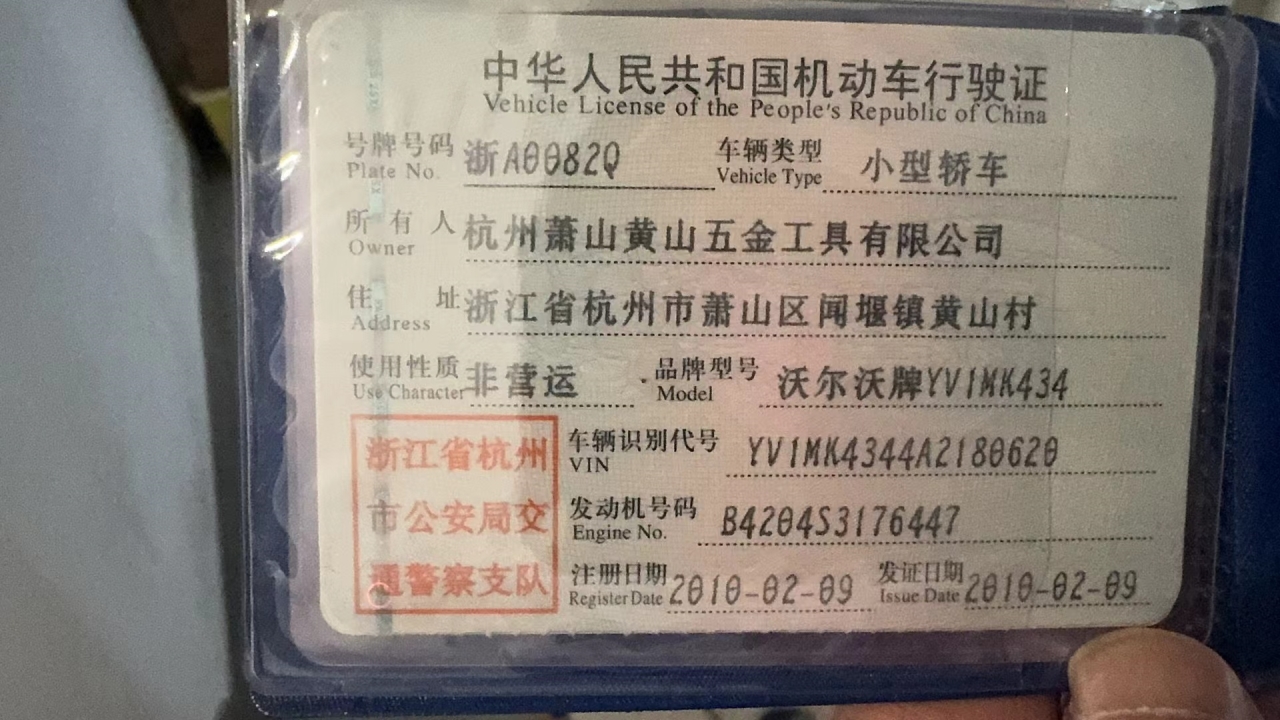 中华人民共和国机动车行驶证
Vehicle License of the People's Republic of China
号牌号码 浙A0082Q 车辆类型 小型轿车
Plate No. Vehicle Type
所有人 杭州萧山黄山五金工具有限公司
Owner
住址 浙江省杭州市萧山区闻堰镇黄山村
Address
使用性质 非营运 品牌型号 沃尔沃牌YV1MK434
Use Character Model
浙江省杭州市公安局交通警察支队
车辆识别代号 YV1MK4344A2180620
VIN
发动机号码 B4204S3176447
Engine No.
注册日期 2010-02-09 发证日期 2010-02-09
Register Date Issue Date